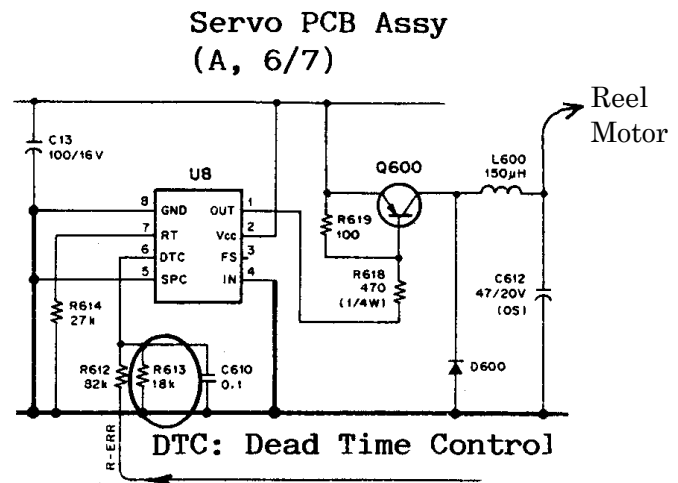 Servo PCB Assy
(A, 6/7)
Reel
Motor
C13
100/16V
U8
Q600
L600
150µH
8 GND OUT 1
7 RT Vcc 2
6 DTC FS 3
5 SPC IN 4
R619
100
R618
470
(1/4W)
C612
47/20V
(OS)
R614
27k
R612
82k
R613
18k
C610
0.1
D600
R-ERR
DTC: Dead Time Control